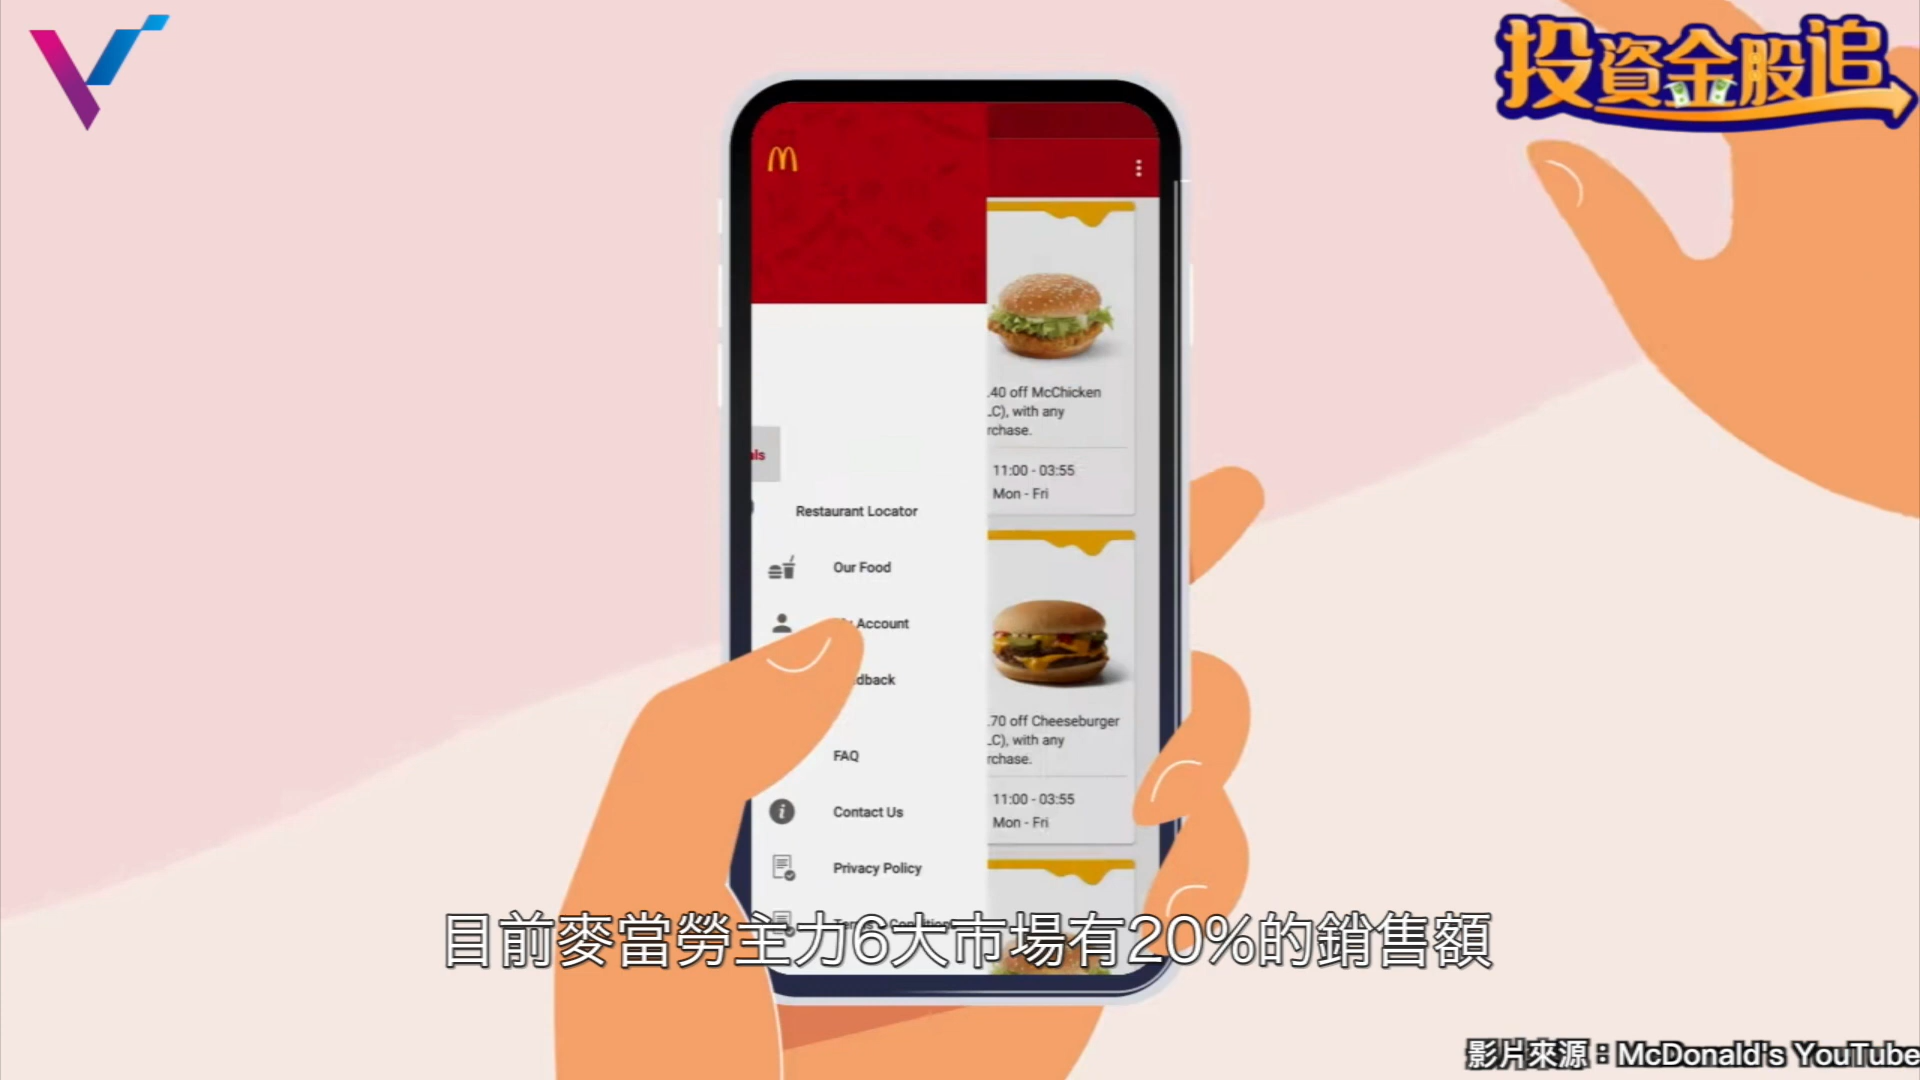 投資金股追
.40 off McChicken
C), with any
rchase.
11:00 - 03:55
Mon - Fri
als
Restaurant Locator
Our Food
Account
dback
FAQ
Contact Us
Privacy Policy
.70 off Cheeseburger
C), with any
rchase.
11:00 - 03:55
Mon - Fri
目前麥當勞主力6大市場有20%的銷售額
影片來源：McDonald's YouTube